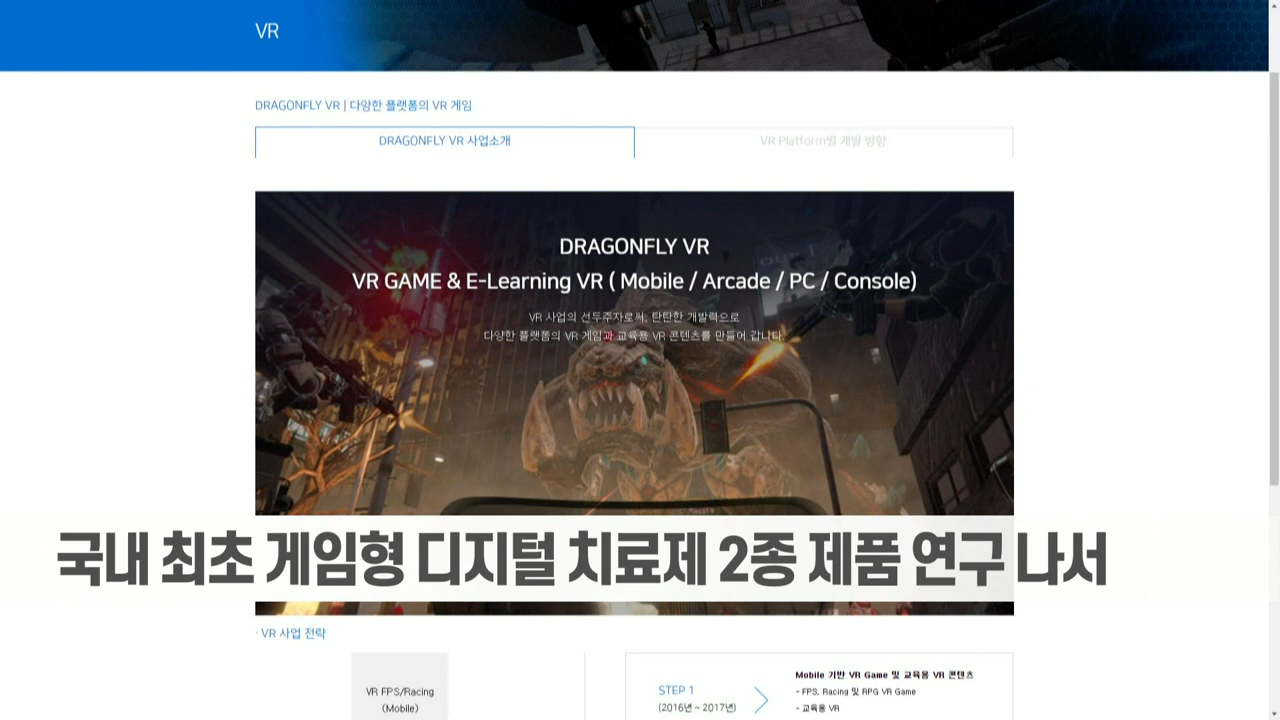 VR
DRAGONFLY VR | 다양한 플랫폼의 VR 게임
DRAGONFLY VR 사업소개
VR Platform별 개발 방향
DRAGONFLY VR
VR GAME & E-Learning VR ( Mobile / Arcade / PC / Console)
VR 사업의 선두주자로써, 탄탄한 개발력으로
다양한 플랫폼의 VR 게임과 교육용 VR 콘텐츠를 만들어 갑니다.
국내 최초 게임형 디지털 치료제 2종 제품 연구 나서
· VR 사업 전략
VR FPS/Racing
(Mobile)
STEP 1
(2016년 ~ 2017년)
Mobile 기반 VR Game 및 교육용 VR 콘텐츠
- FPS, Racing 및 RPG VR Game
- 교육용 VR